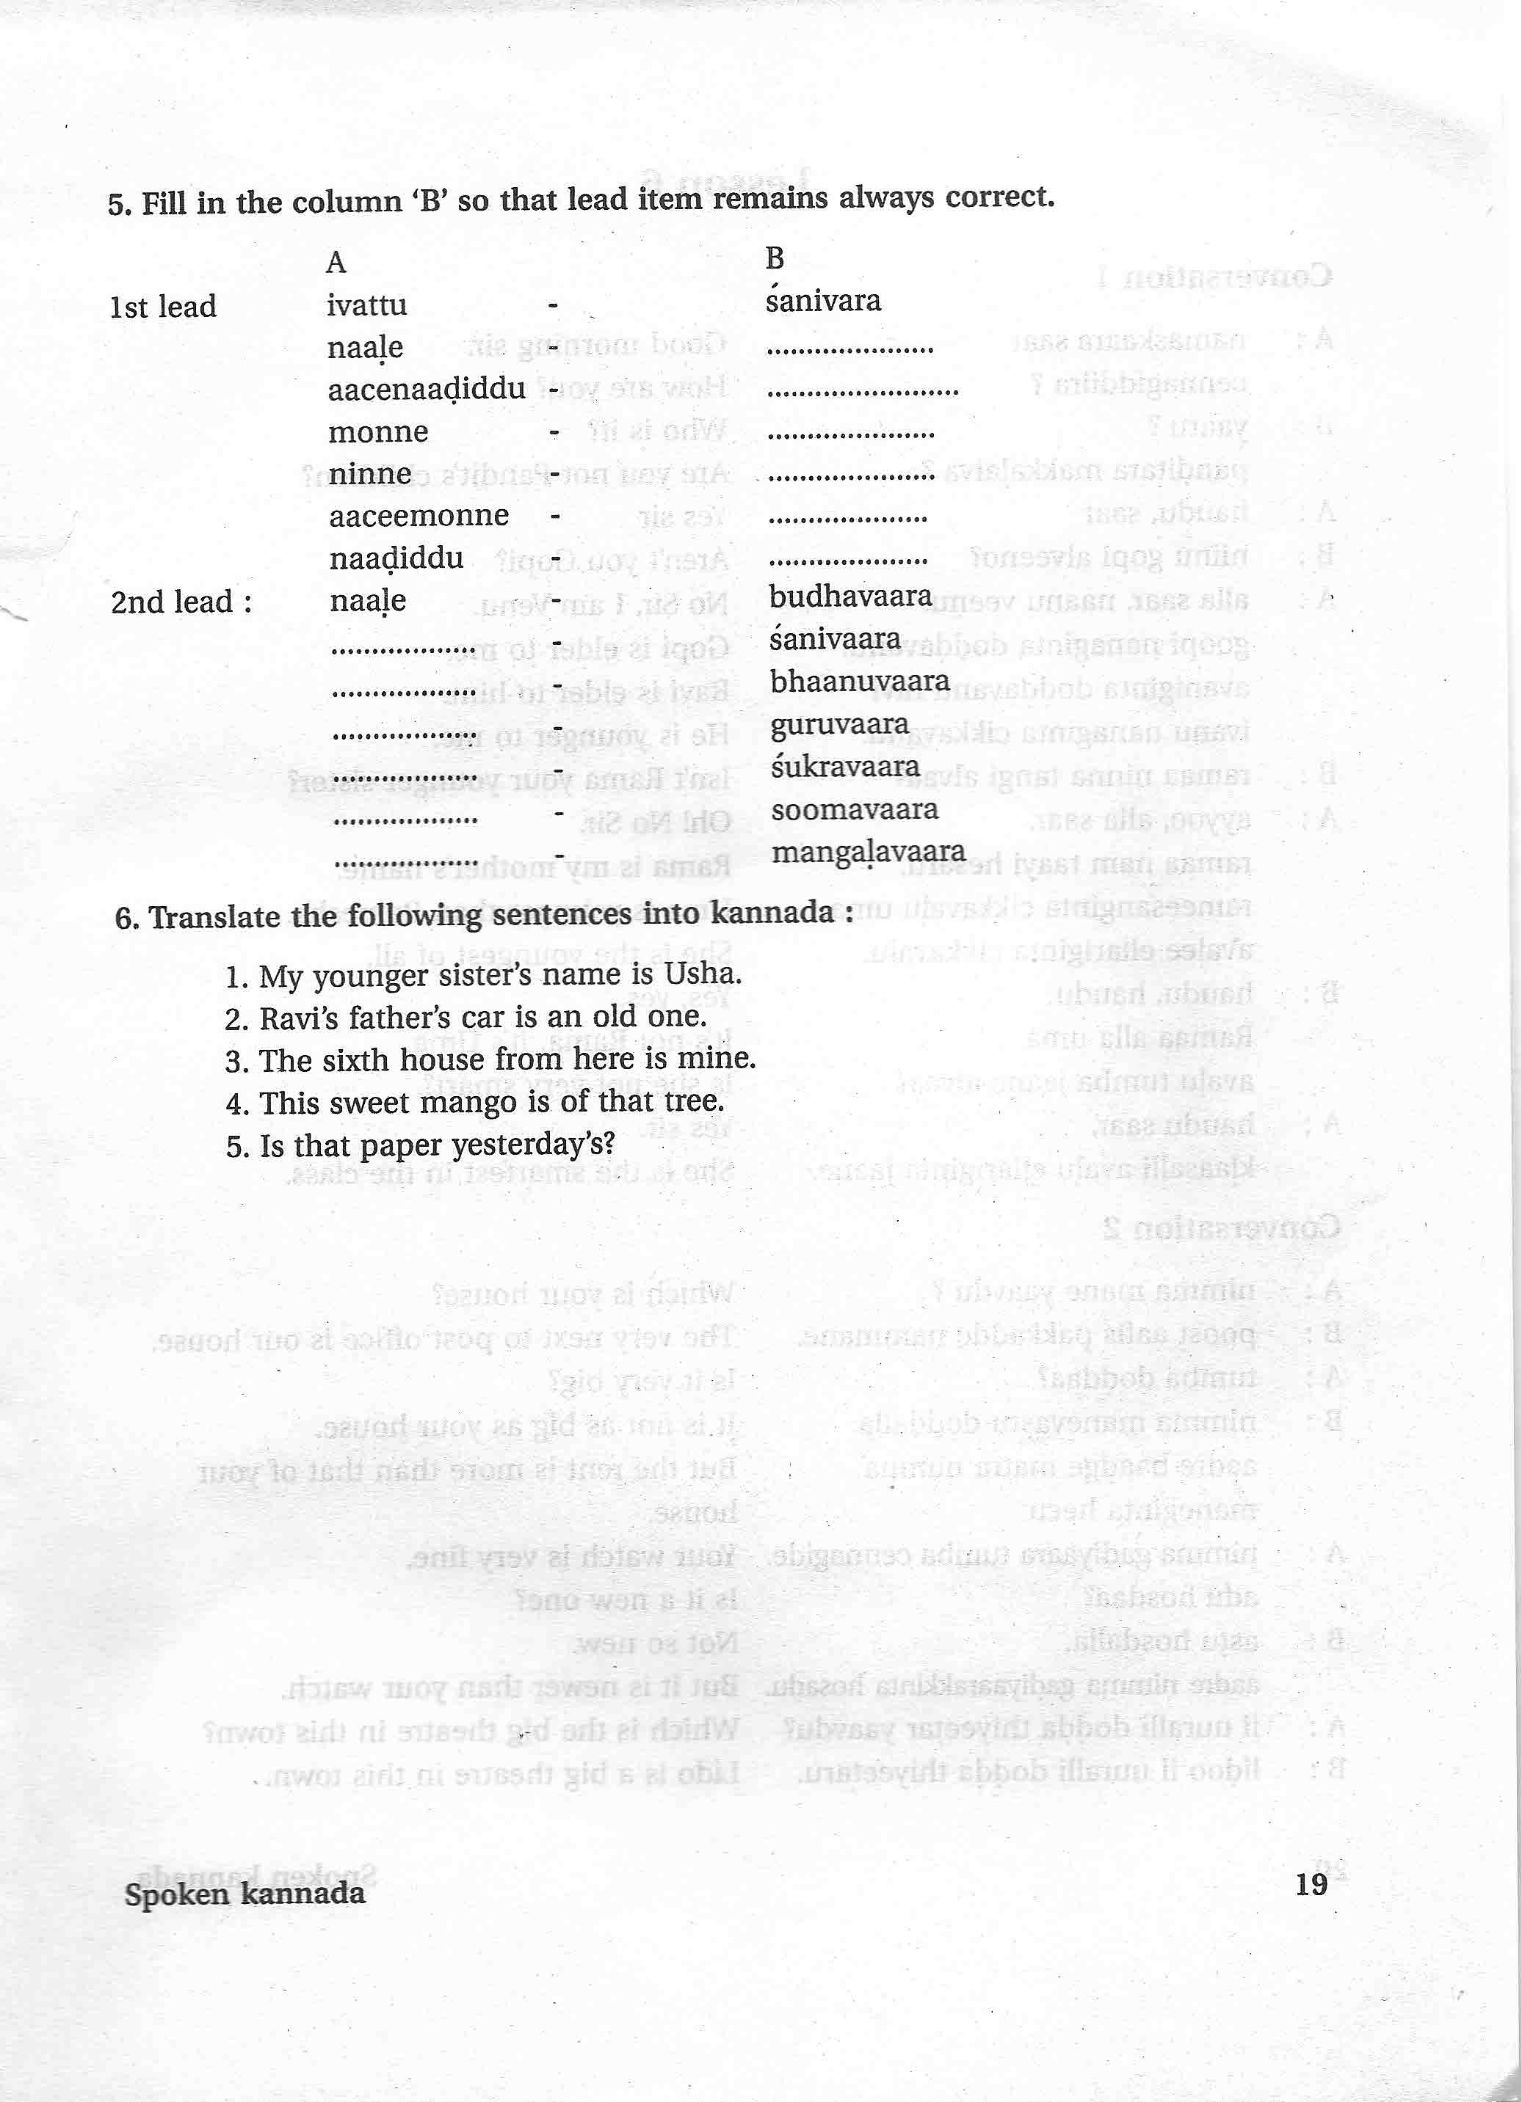 5. Fill in the column ‘B’ so that lead item remains always correct.
A B
1st lead ivattu - śanivara
naaḷe - .....................
aacenaaḍiddu - ........................
monne - .....................
ninne - .....................
aaceemonne - ....................
naaḍiddu - ....................
2nd lead : naaḷe - budhavaara
.................. - śanivaara
.................. - bhaanuvaara
.................. - guruvaara
.................. - śukravaara
.................. - soomavaara
.................. - mangaḷavaara
6. Translate the following sentences into kannada :
1. My younger sister’s name is Usha.
2. Ravi’s father’s car is an old one.
3. The sixth house from here is mine.
4. This sweet mango is of that tree.
5. Is that paper yesterday’s?
Spoken kannada 19